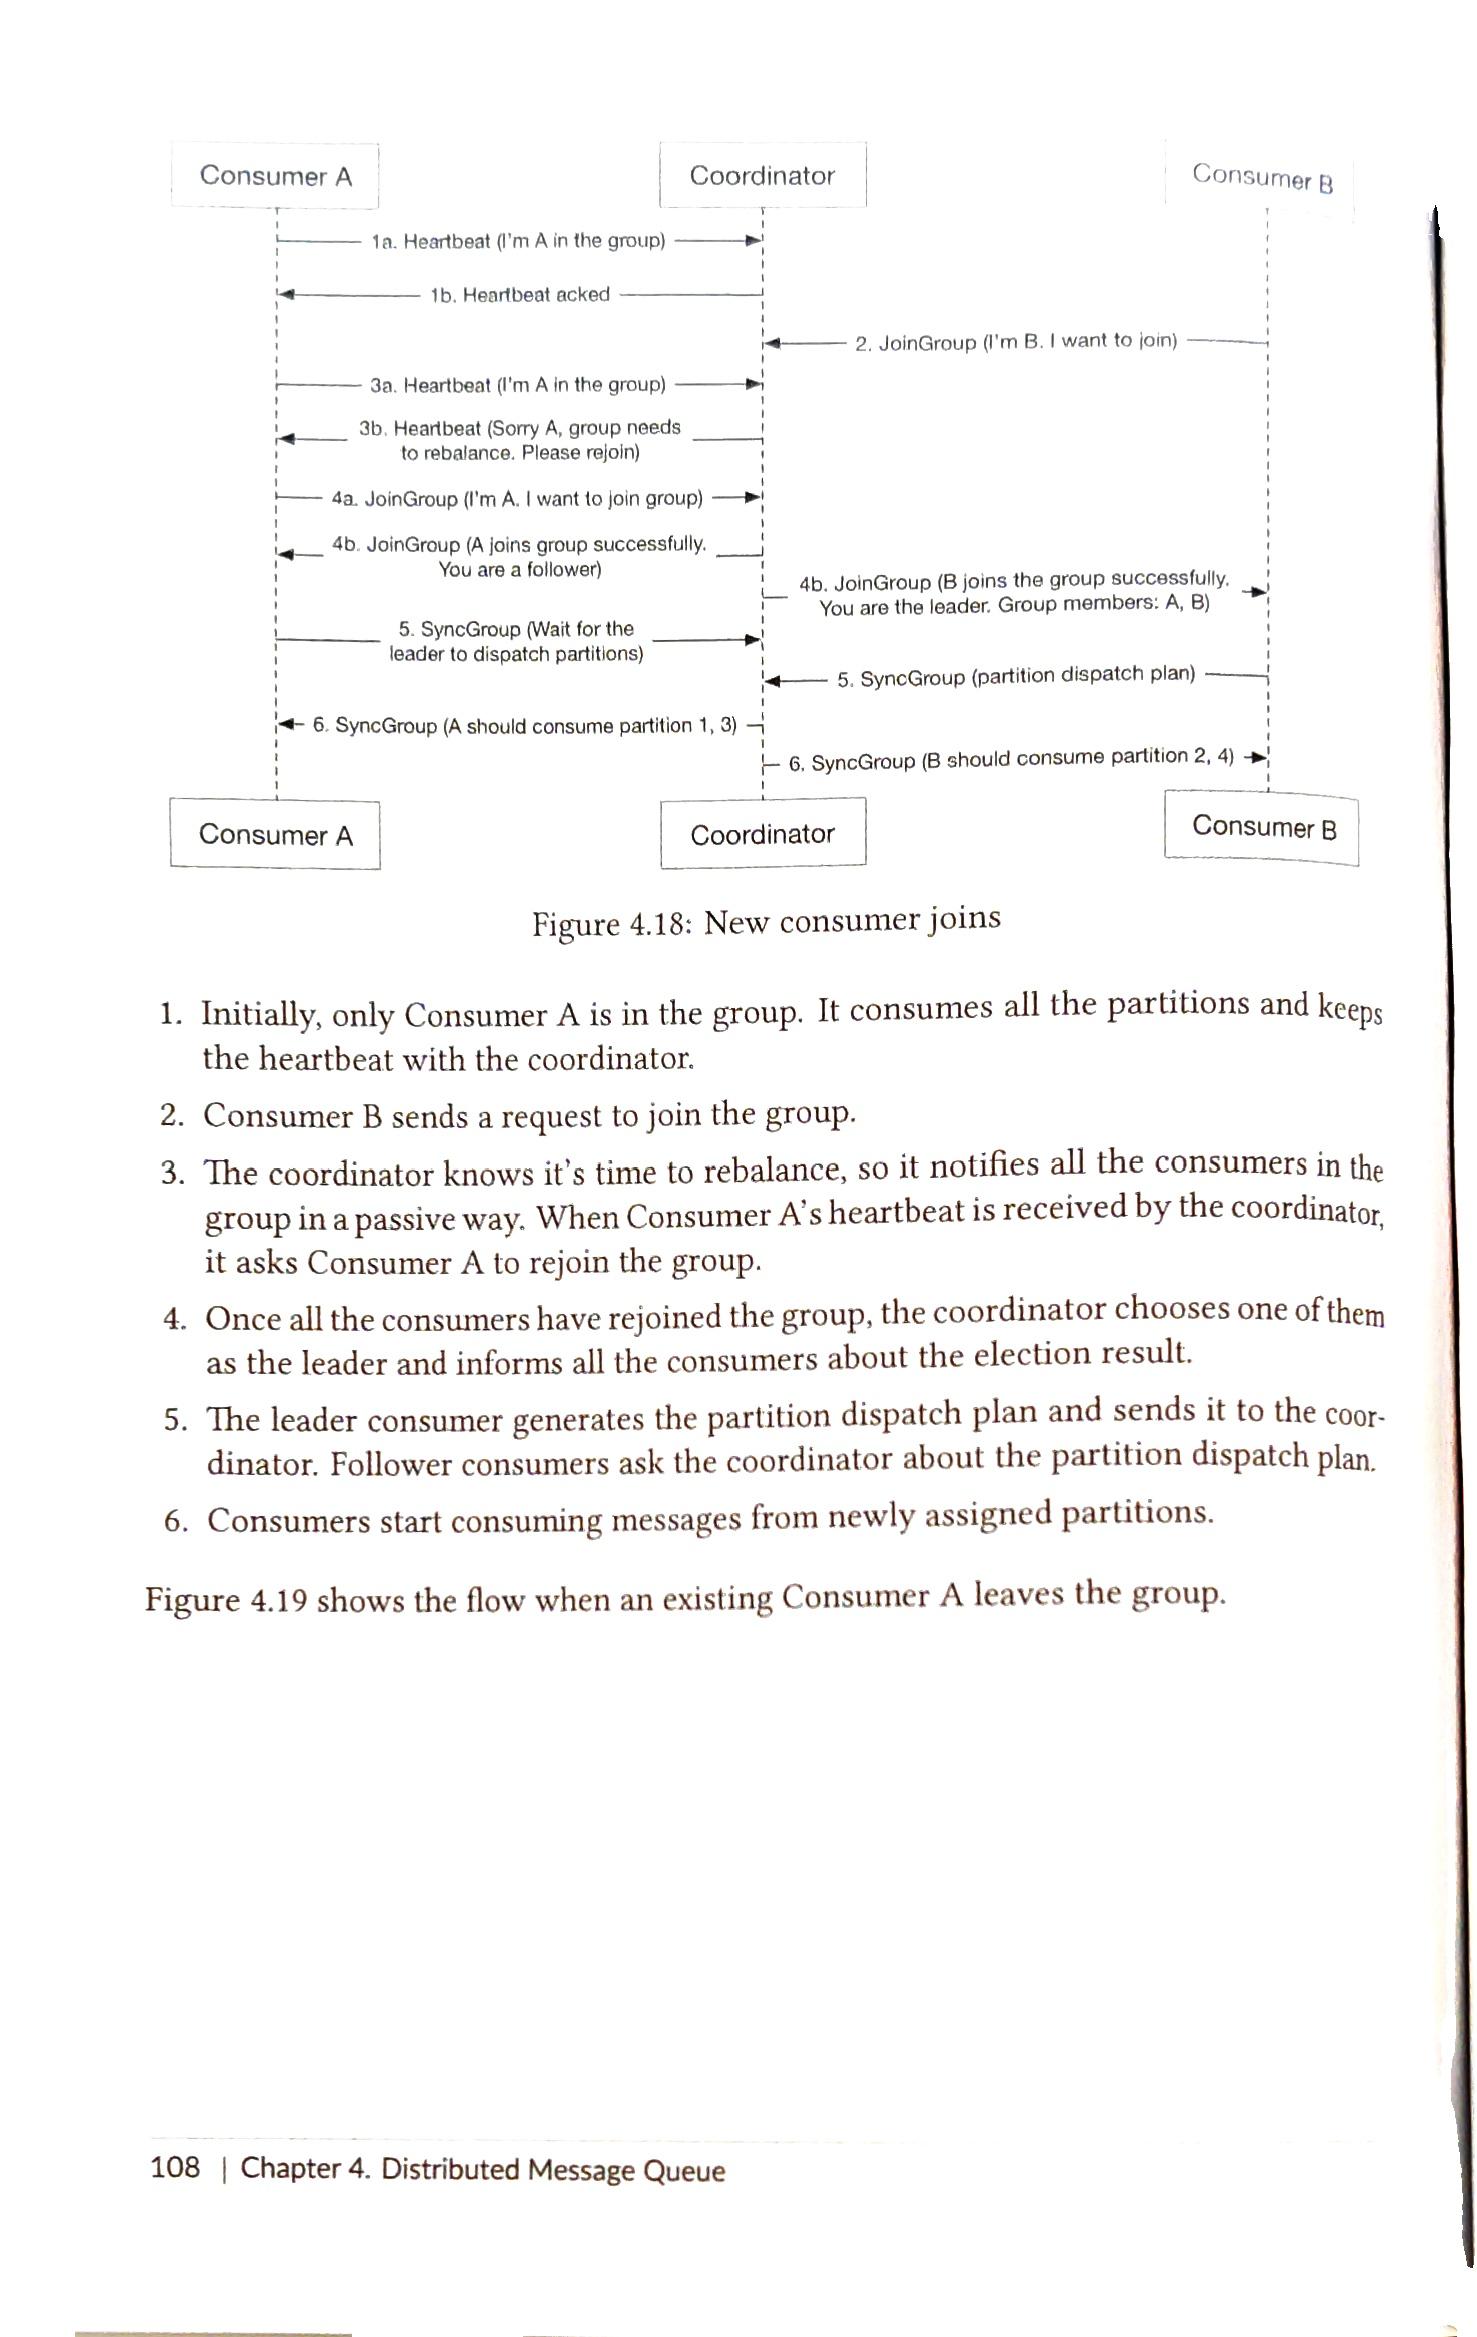 Consumer A
Coordinator
Consumer B
1a. Heartbeat (I'm A in the group)
1b. Heartbeat acked
2. JoinGroup (I'm B. I want to join)
3a. Heartbeat (I'm A in the group)
3b. Heartbeat (Sorry A, group needs
to rebalance. Please rejoin)
4a. JoinGroup (I'm A. I want to join group)
4b. JoinGroup (A joins group successfully.
You are a follower)
4b. JoinGroup (B joins the group successfully.
You are the leader. Group members: A, B)
5. SyncGroup (Wait for the
leader to dispatch partitions)
5. SyncGroup (partition dispatch plan)
6. SyncGroup (A should consume partition 1, 3)
6. SyncGroup (B should consume partition 2, 4)
Consumer A
Coordinator
Consumer B
Figure 4.18: New consumer joins
1. Initially, only Consumer A is in the group. It consumes all the partitions and keeps
the heartbeat with the coordinator.
2. Consumer B sends a request to join the group.
3. The coordinator knows it's time to rebalance, so it notifies all the consumers in the
group in a passive way. When Consumer A's heartbeat is received by the coordinator,
it asks Consumer A to rejoin the group.
4. Once all the consumers have rejoined the group, the coordinator chooses one of them
as the leader and informs all the consumers about the election result.
5. The leader consumer generates the partition dispatch plan and sends it to the coor-
dinator. Follower consumers ask the coordinator about the partition dispatch plan.
6. Consumers start consuming messages from newly assigned partitions.
Figure 4.19 shows the flow when an existing Consumer A leaves the group.
108 | Chapter 4. Distributed Message Queue